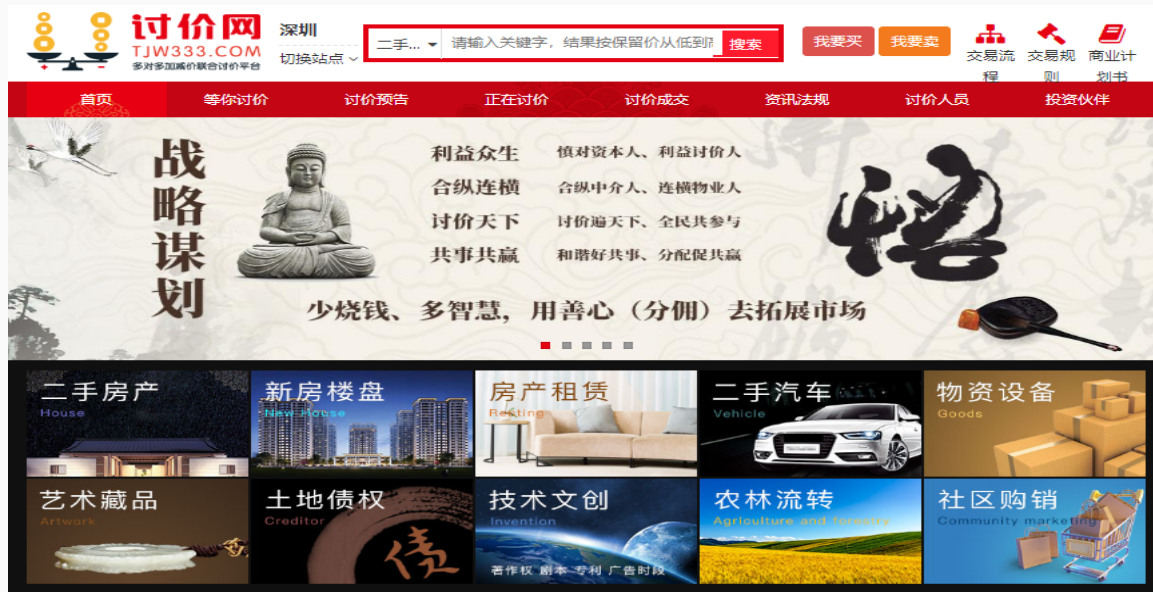 讨价网
TJW333.COM
多对多加减价联合讨价平台
深圳
切换站点
二手...
请输入关键字，结果按保留价从低到高
搜索
我要买
我要卖
交易流程
交易规则
商业计划书
首页 等你讨价 讨价预告 正在讨价 讨价成交 资讯法规 讨价人员 投资伙伴
战略谋划
利益众生 慎对资本人、利益讨价人
合纵连横 合纵中介人、连横物业人
讨价天下 讨价遍天下、全民共参与
共事共赢 和谐好共事、分配促共赢
少烧钱、多智慧，用善心（分佣）去拓展市场
悟
二手房产
House
新房楼盘
New House
房产租赁
Renting
二手汽车
Vehicle
物资设备
Goods
艺术藏品
Artwork
土地债权
Creditor
债
技术文创
Invention
著作权 剧本 专利 广告时段
农林流转
Agriculture and forestry
社区购销
Community marketing